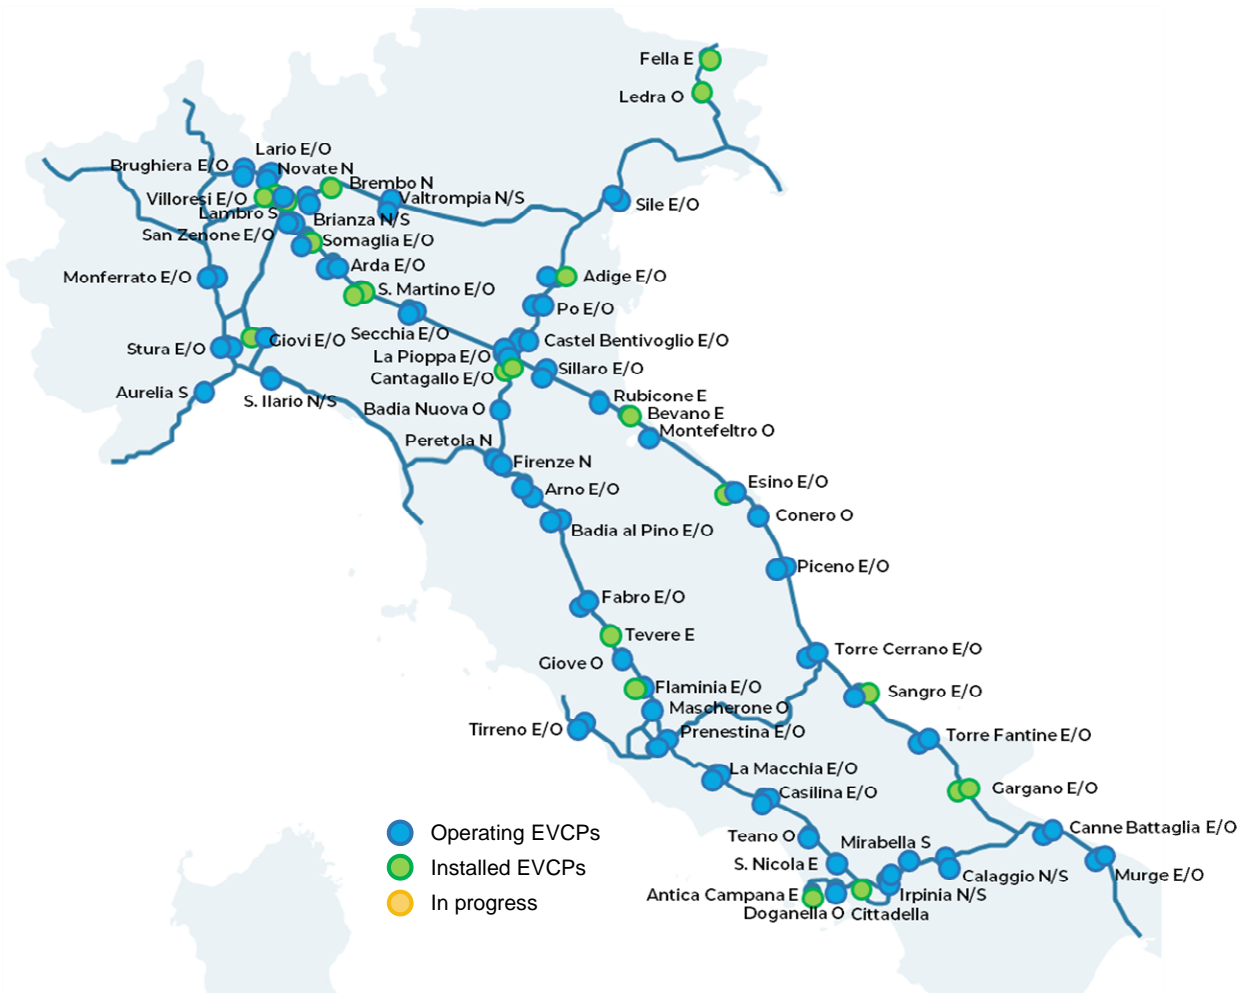 Fella E
Ledra O
Lario E/O
Brughiera E/O
Novate N
Brembo N
Villoresi E/O
Valtrompia N/S
Sile E/O
Lambro S
Brianza N/S
San Zenone E/O
Somaglia E/O
Arda E/O
Monferrato E/O
Adige E/O
S. Martino E/O
Po E/O
Secchia E/O
Giovi E/O
Castel Bentivoglio E/O
Stura E/O
La Pioppa E/O
Sillaro E/O
Cantagallo E/O
Aurelia S
S. Ilario N/S
Rubicone E
Badia Nuova O
Bevano E
Montefeltro O
Peretola N
Firenze N
Esino E/O
Arno E/O
Conero O
Badia al Pino E/O
Piceno E/O
Fabro E/O
Tevere E
Torre Cerrano E/O
Giove O
Flaminia E/O
Sangro E/O
Mascherone O
Tirreno E/O
Prenestina E/O
Torre Fantine E/O
La Macchia E/O
Gargano E/O
Casilina E/O
Canne Battaglia E/O
Teano O
Mirabella S
S. Nicola E
Calaggio N/S
Murge E/O
Antica Campana E
Irpinia N/S
Doganella O
Cittadella
Operating EVCPs
Installed EVCPs
In progress